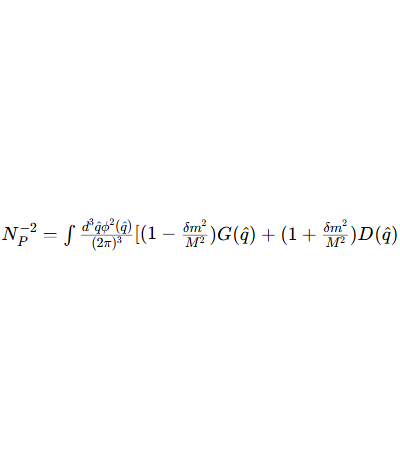 $N_P^{-2} = \int \frac{d^3\hat{q}\phi^2(\hat{q})}{(2\pi)^3}[(1 - \frac{\delta m^2}{M^2})G(\hat{q}) + (1 + \frac{\delta m^2}{M^2})D(\hat{q})$